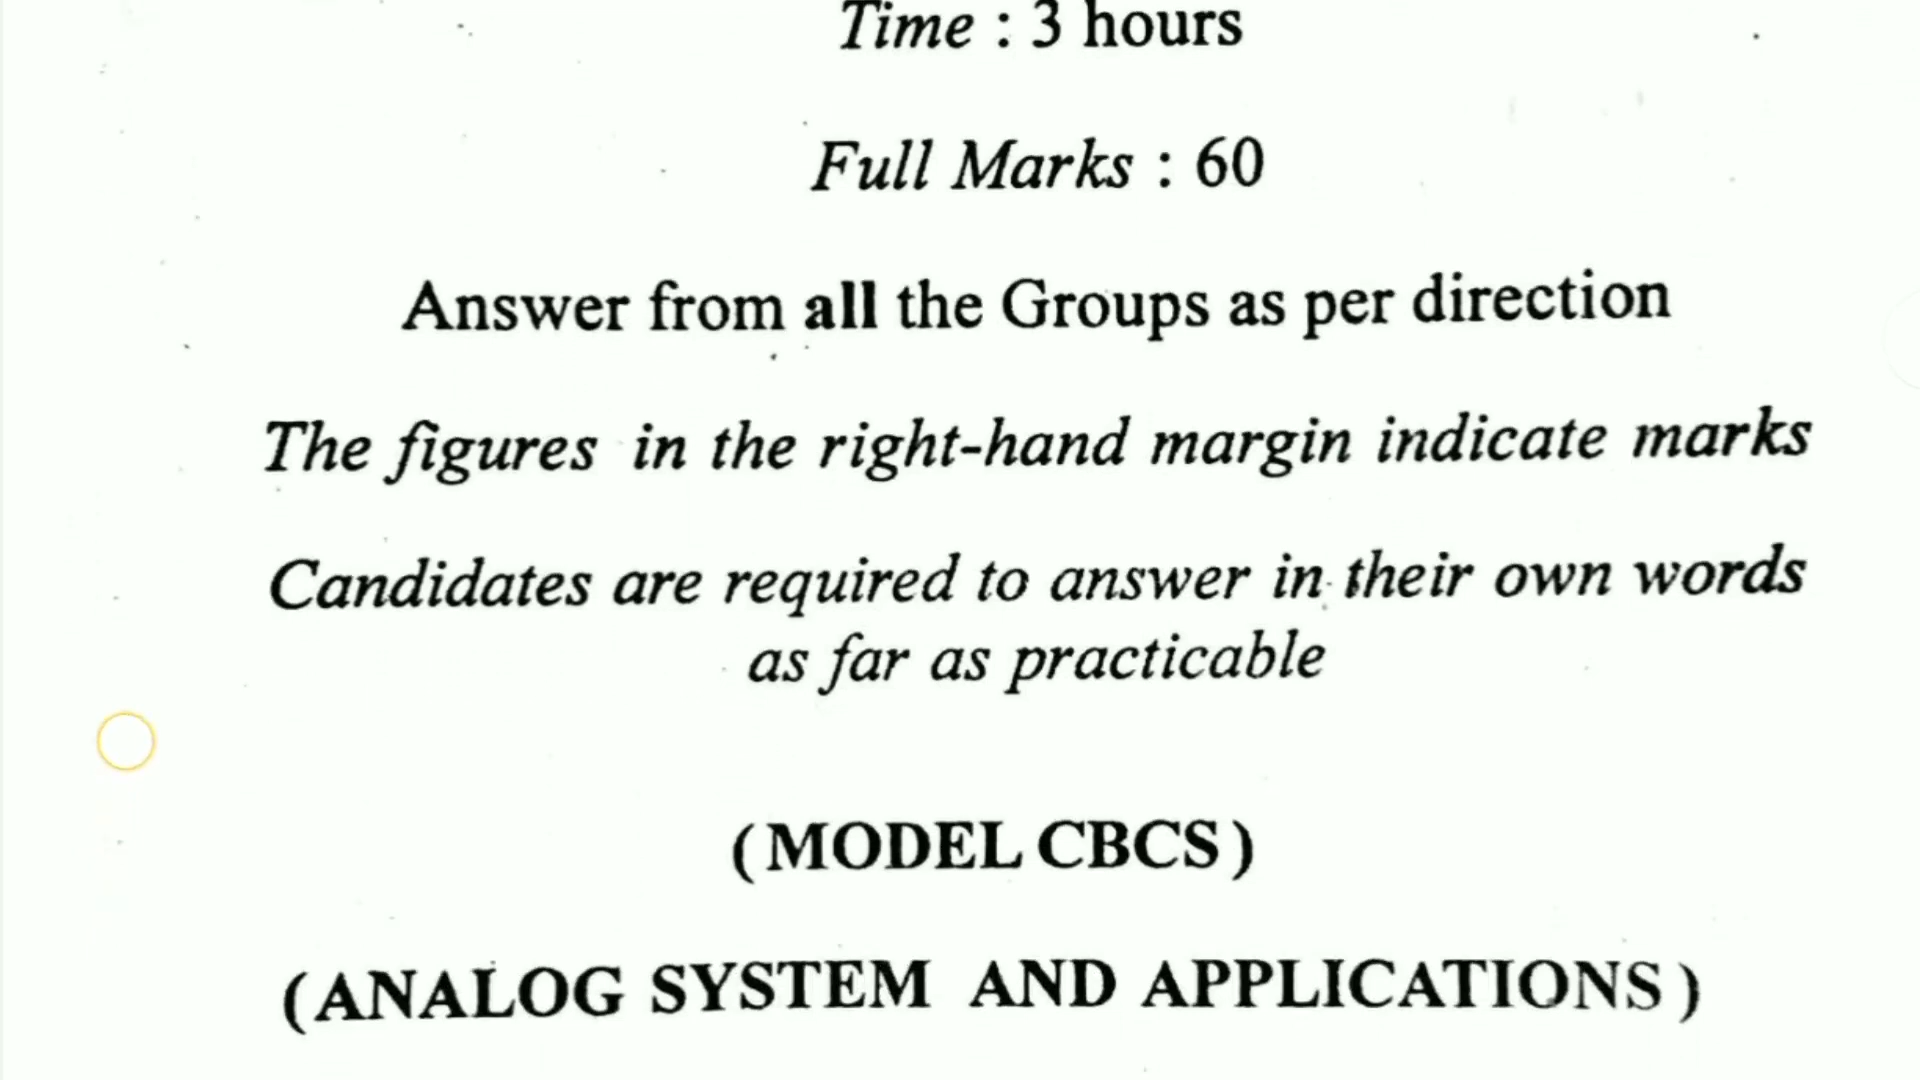 Time : 3 hours
Full Marks : 60
Answer from all the Groups as per direction
The figures in the right-hand margin indicate marks
Candidates are required to answer in their own words
as far as practicable
( MODEL CBCS )
( ANALOG SYSTEM AND APPLICATIONS )